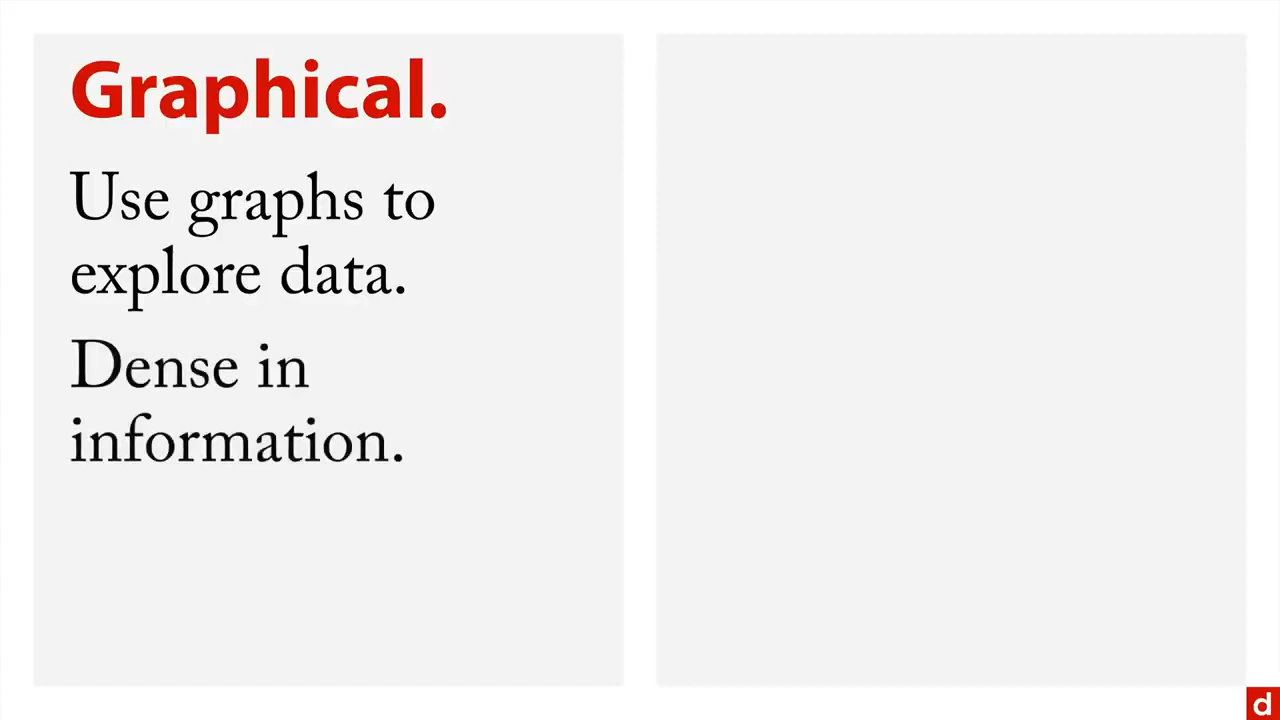 Graphical.
Use graphs to
explore data.
Dense in
information.
d